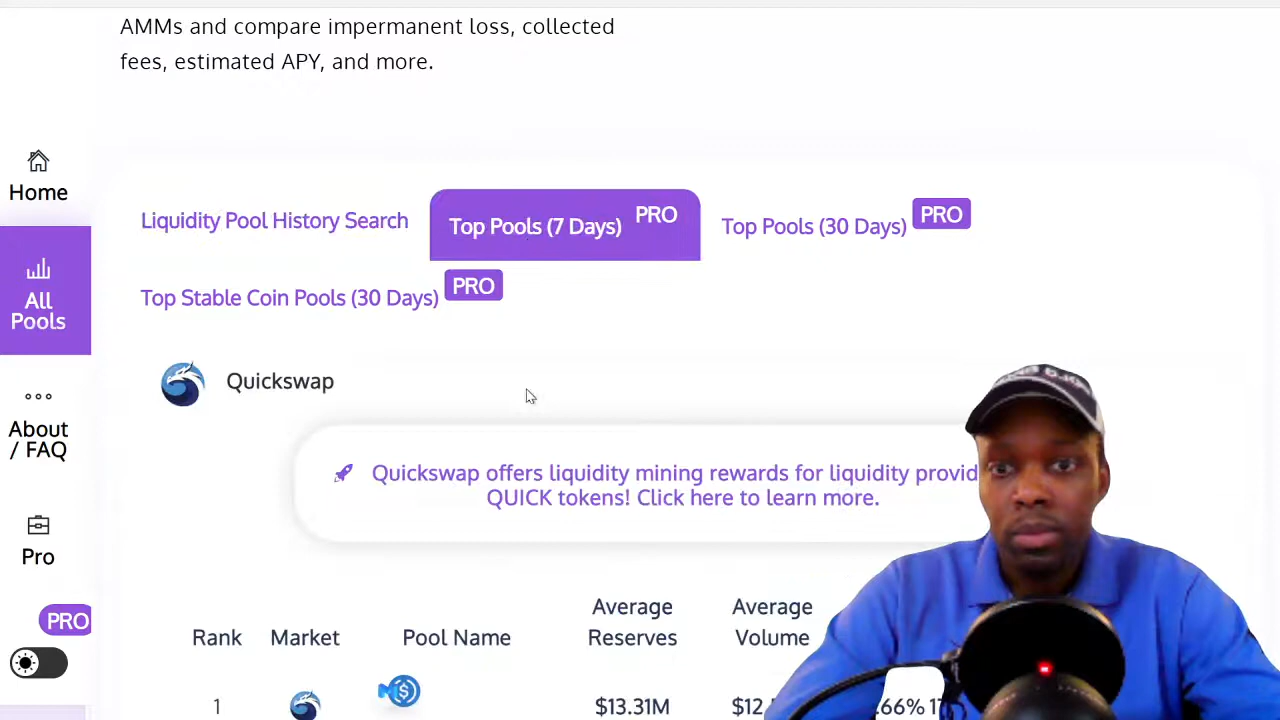 AMMs and compare impermanent loss, collected
fees, estimated APY, and more.
Home
All
Pools
About
/ FAQ
Pro
PRO
Liquidity Pool History Search
Top Pools (7 Days) PRO
Top Pools (30 Days) PRO
Top Stable Coin Pools (30 Days) PRO
Quickswap
Quickswap offers liquidity mining rewards for liquidity provid
QUICK tokens! Click here to learn more.
Rank Market Pool Name Average Reserves Average Volume
1 $13.31M $12. 66% 1